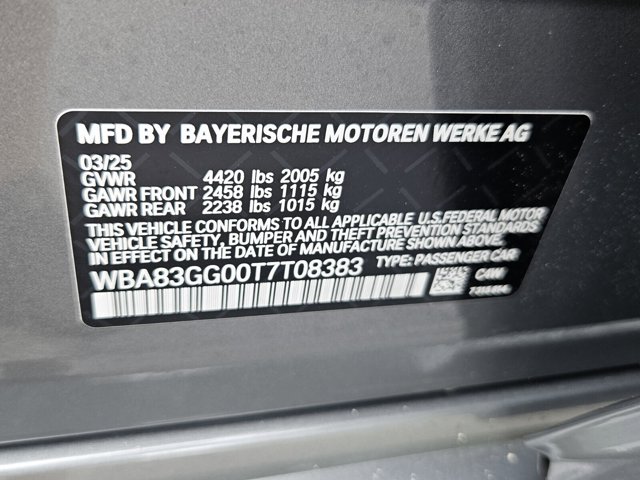 MFD BY BAYERISCHE MOTOREN WERKE AG
03/25
GVWR 4420 lbs 2005 kg
GAWR FRONT 2458 lbs 1115 kg
GAWR REAR 2238 lbs 1015 kg
THIS VEHICLE CONFORMS TO ALL APPLICABLE U.S.FEDERAL MOTOR
VEHICLE SAFETY, BUMPER AND THEFT PREVENTION STANDARDS
IN EFFECT ON THE DATE OF MANUFACTURE SHOWN ABOVE.
WBA83GG00T7T08383 TYPE: PASSENGER CAR
C4W